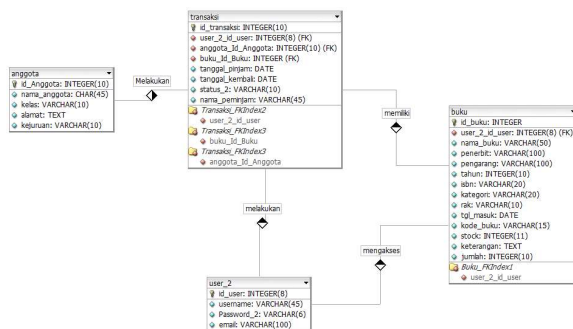 transaksi
id_transaksi: INTEGER(10)
user_2_id_user: INTEGER(8) (FK)
anggota_Id_Anggota: INTEGER(10) (FK)
buku_Id_Buku: INTEGER (FK)
tanggal_pinjam: DATE
tanggal_kembali: DATE
status_2: VARCHAR(10)
nama_peminjam: VARCHAR(45)
Transaksi_FKIndex2
user_2_id_user
Transaksi_FKIndex3
buku_Id_Buku
Transaksi_FKIndex3
anggota_Id_Anggota
anggota
id_Anggota: INTEGER(10)
nama_anggota: CHAR(45)
kelas: VARCHAR(10)
alamat: TEXT
kejuruan: VARCHAR(10)
Melakukan
memiliki
buku
id_buku: INTEGER
user_2_id_user: INTEGER(8) (FK)
nama_buku: VARCHAR(50)
penerbit: VARCHAR(100)
pengarang: VARCHAR(100)
tahun: INTEGER(10)
isbn: VARCHAR(20)
kategori: VARCHAR(20)
rak: VARCHAR(10)
tgl_masuk: DATE
kode_buku: VARCHAR(15)
stock: INTEGER(11)
keterangan: TEXT
jumlah: INTEGER(10)
Buku_FKIndex1
user_2_id_user
melakukan
mengakses
user_2
id_user: INTEGER(8)
username: VARCHAR(45)
Password_2: VARCHAR(6)
email: VARCHAR(100)